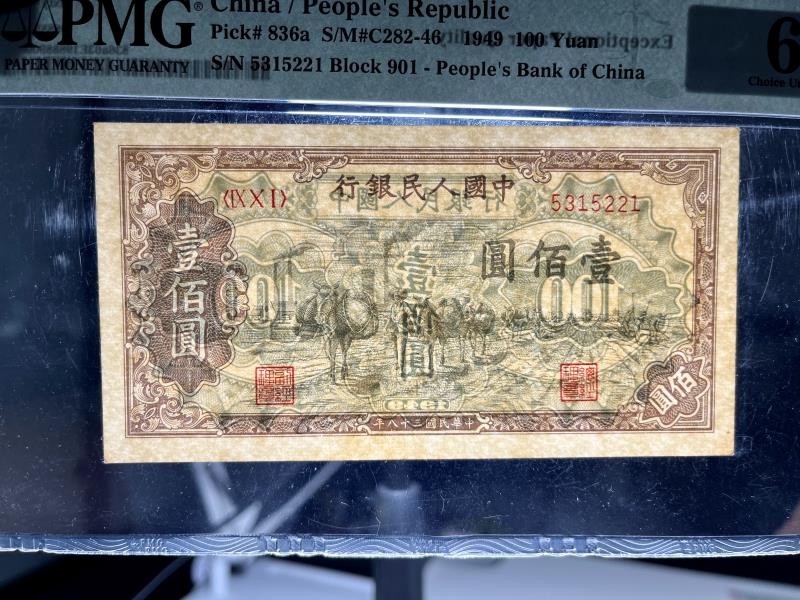 China / People's Republic
PMG®
Pick# 836a S/M#C282-46 1949 100 Yuan
PAPER MONEY GUARANTY
S/N 5315221 Block 901 - People's Bank of China
6
Choice
行銀民人國中
〈IX X I〉
5315221
圓佰壹
壹佰圓
壹佰圓
100
佰圓
年八十三國民華中
1949